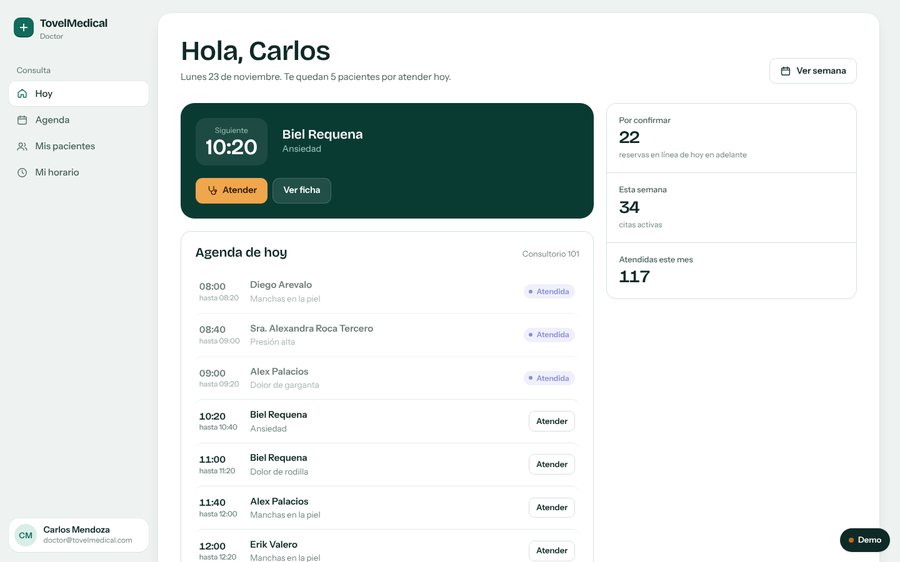 TovelMedical
Doctor
Consulta
Hoy
Agenda
Mis pacientes
Mi horario
CM
Carlos Mendoza
doctor@tovelmedical.com
Hola, Carlos
Lunes 23 de noviembre. Te quedan 5 pacientes por atender hoy.
Ver semana
Siguiente
10:20
Biel Requena
Ansiedad
Atender
Ver ficha
Por confirmar
22
reservas en línea de hoy en adelante
Esta semana
34
citas activas
Atendidas este mes
117
Agenda de hoy
Consultorio 101
08:00
hasta 08:20
Diego Arevalo
Manchas en la piel
Atendida
08:40
hasta 09:00
Sra. Alexandra Roca Tercero
Presión alta
Atendida
09:00
hasta 09:20
Alex Palacios
Dolor de garganta
Atendida
10:20
hasta 10:40
Biel Requena
Ansiedad
Atender
11:00
hasta 11:20
Biel Requena
Dolor de rodilla
Atender
11:40
hasta 12:00
Alex Palacios
Manchas en la piel
Atender
12:00
hasta 12:20
Erik Valero
Manchas en la piel
Atender
Demo